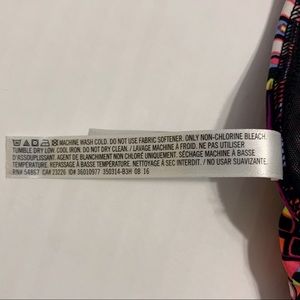 MACHINE WASH COLD. DO NOT USE FABRIC SOFTENER. ONLY NON-CHLORINE BLEACH.
TUMBLE DRY LOW. COOL IRON. DO NOT DRY CLEAN. / LAVAGE MACHINE À FROID. NE PAS UTILISER
D'ASSOUPLISSANT. AGENT DE BLANCHIMENT NON CHLORÉ UNIQUEMENT. SÉCHAGE MACHINE À BASSE
TEMPÉRATURE. REPASSAGE À BASSE TEMPÉRATURE. NETTOYAGE À SEC INTERDIT. / NO USAR SUAVIZANTE.
RN# 54867 CA# 23226 ID# 36010977 350314-B3H 08 16